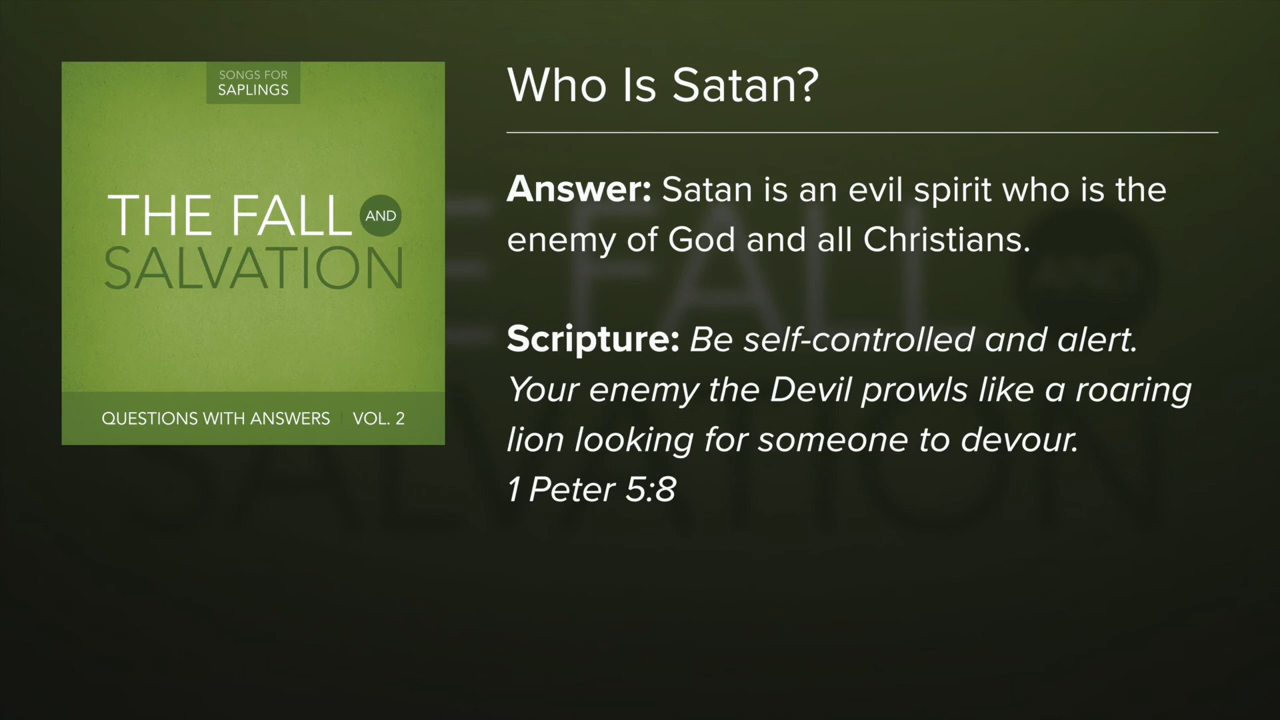 SONGS FOR
SAPLINGS
THE FALL AND
SALVATION
QUESTIONS WITH ANSWERS | VOL. 2
Who Is Satan?
Answer: Satan is an evil spirit who is the
enemy of God and all Christians.
Scripture: Be self-controlled and alert.
Your enemy the Devil prowls like a roaring
lion looking for someone to devour.
1 Peter 5:8